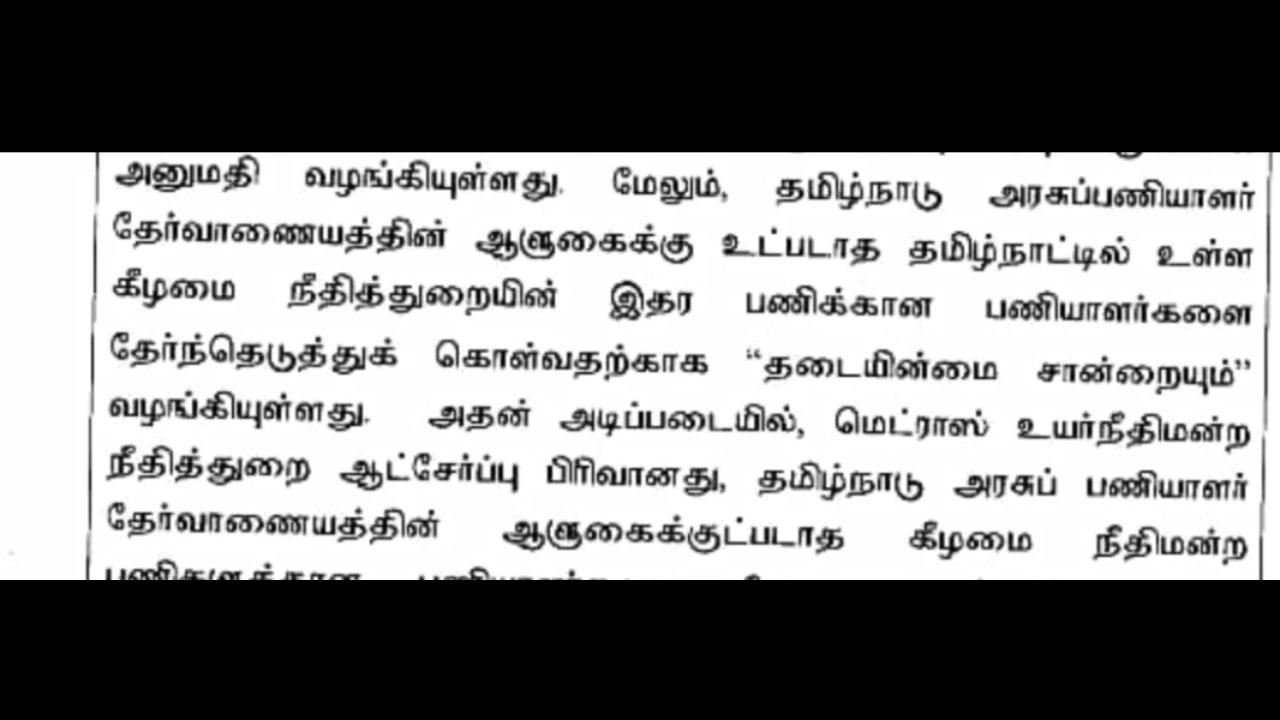 அனுமதி வழங்கியுள்ளது. மேலும், தமிழ்நாடு அரசுப்பணியாளர்
தேர்வாணையத்தின் ஆளுகைக்கு உட்படாத தமிழ்நாட்டில் உள்ள
கீழமை நீதித்துறையின் இதர பணிக்கான பணியாளர்களை
தேர்ந்தெடுத்துக் கொள்வதற்காக “தடையின்மை சான்றையும்”
வழங்கியுள்ளது. அதன் அடிப்படையில், மெட்ராஸ் உயர்நீதிமன்ற
நீதித்துறை ஆட்சேர்ப்பு பிரிவானது, தமிழ்நாடு அரசுப் பணியாளர்
தேர்வாணையத்தின் ஆளுகைக்குட்படாத கீழமை நீதிமன்ற